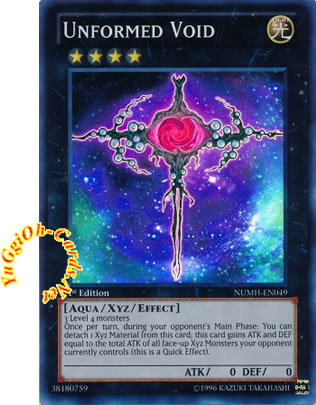 UNFORMED VOID
光
YuGgiOh-Cards.Net
1st Edition
NUMH-EN049
[AQUA / XYZ / EFFECT]
3 Level 4 monsters
Once per turn, during your opponent's Main Phase: You can
detach 1 Xyz Material from this card; this card gains ATK and DEF
equal to the total ATK of all face-up Xyz Monsters your opponent
currently controls (this is a Quick Effect).
ATK/ 0 DEF/ 0
38180759
©1996 KAZUKI TAKAHASHI